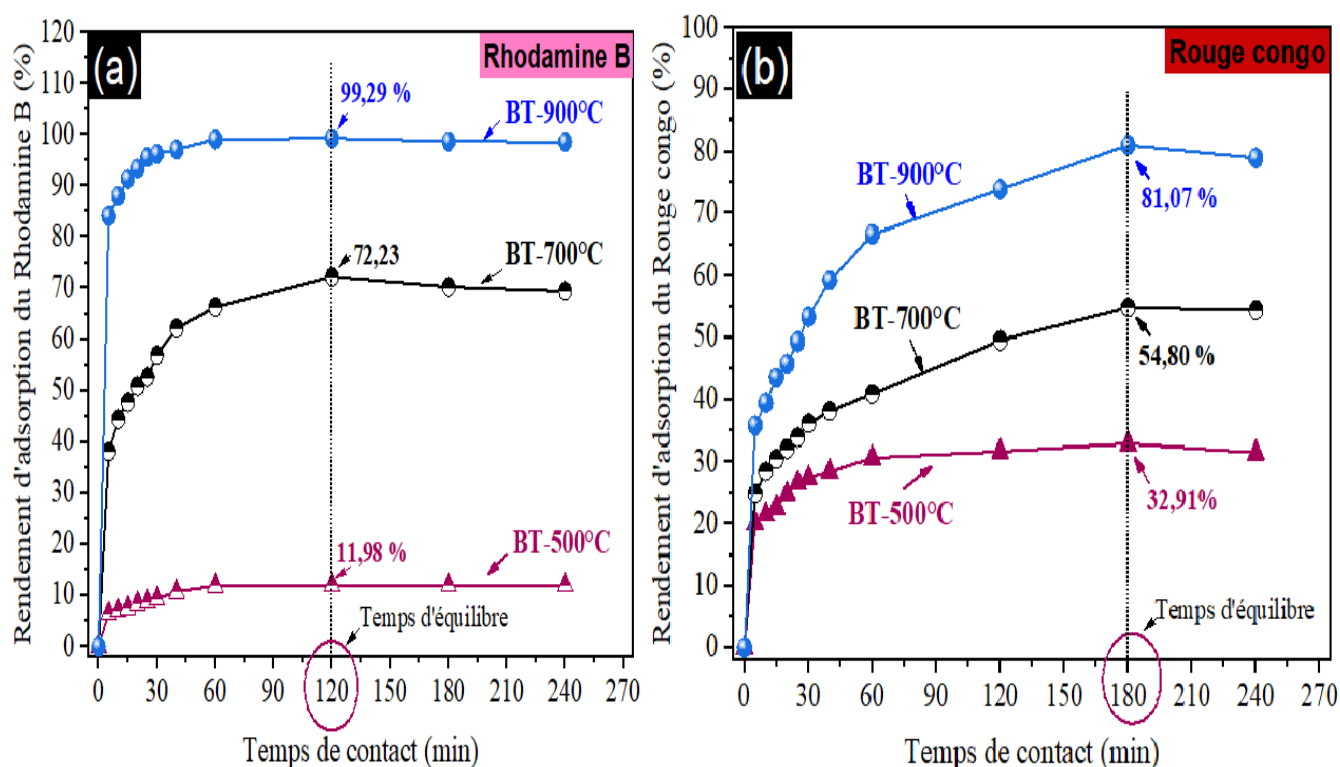 (a)
Rhodamine B
Rendement d'adsorption du Rhodamine B (%)
120
110
100
90
80
70
60
50
40
30
20
10
0
99,29 %
BT-900°C
72,23
BT-700°C
11,98 %
BT-500°C
Temps d'équilibre
0 30 60 90 120 150 180 210 240 270
Temps de contact (min)
(b)
Rouge congo
Rendement d'adsorption du Rouge congo (%)
100
90
80
70
60
50
40
30
20
10
0
BT-900°C
81,07 %
BT-700°C
54,80 %
BT-500°C
32,91%
Temps d'équilibre
0 30 60 90 120 150 180 210 240 270
Temps de contact (min)